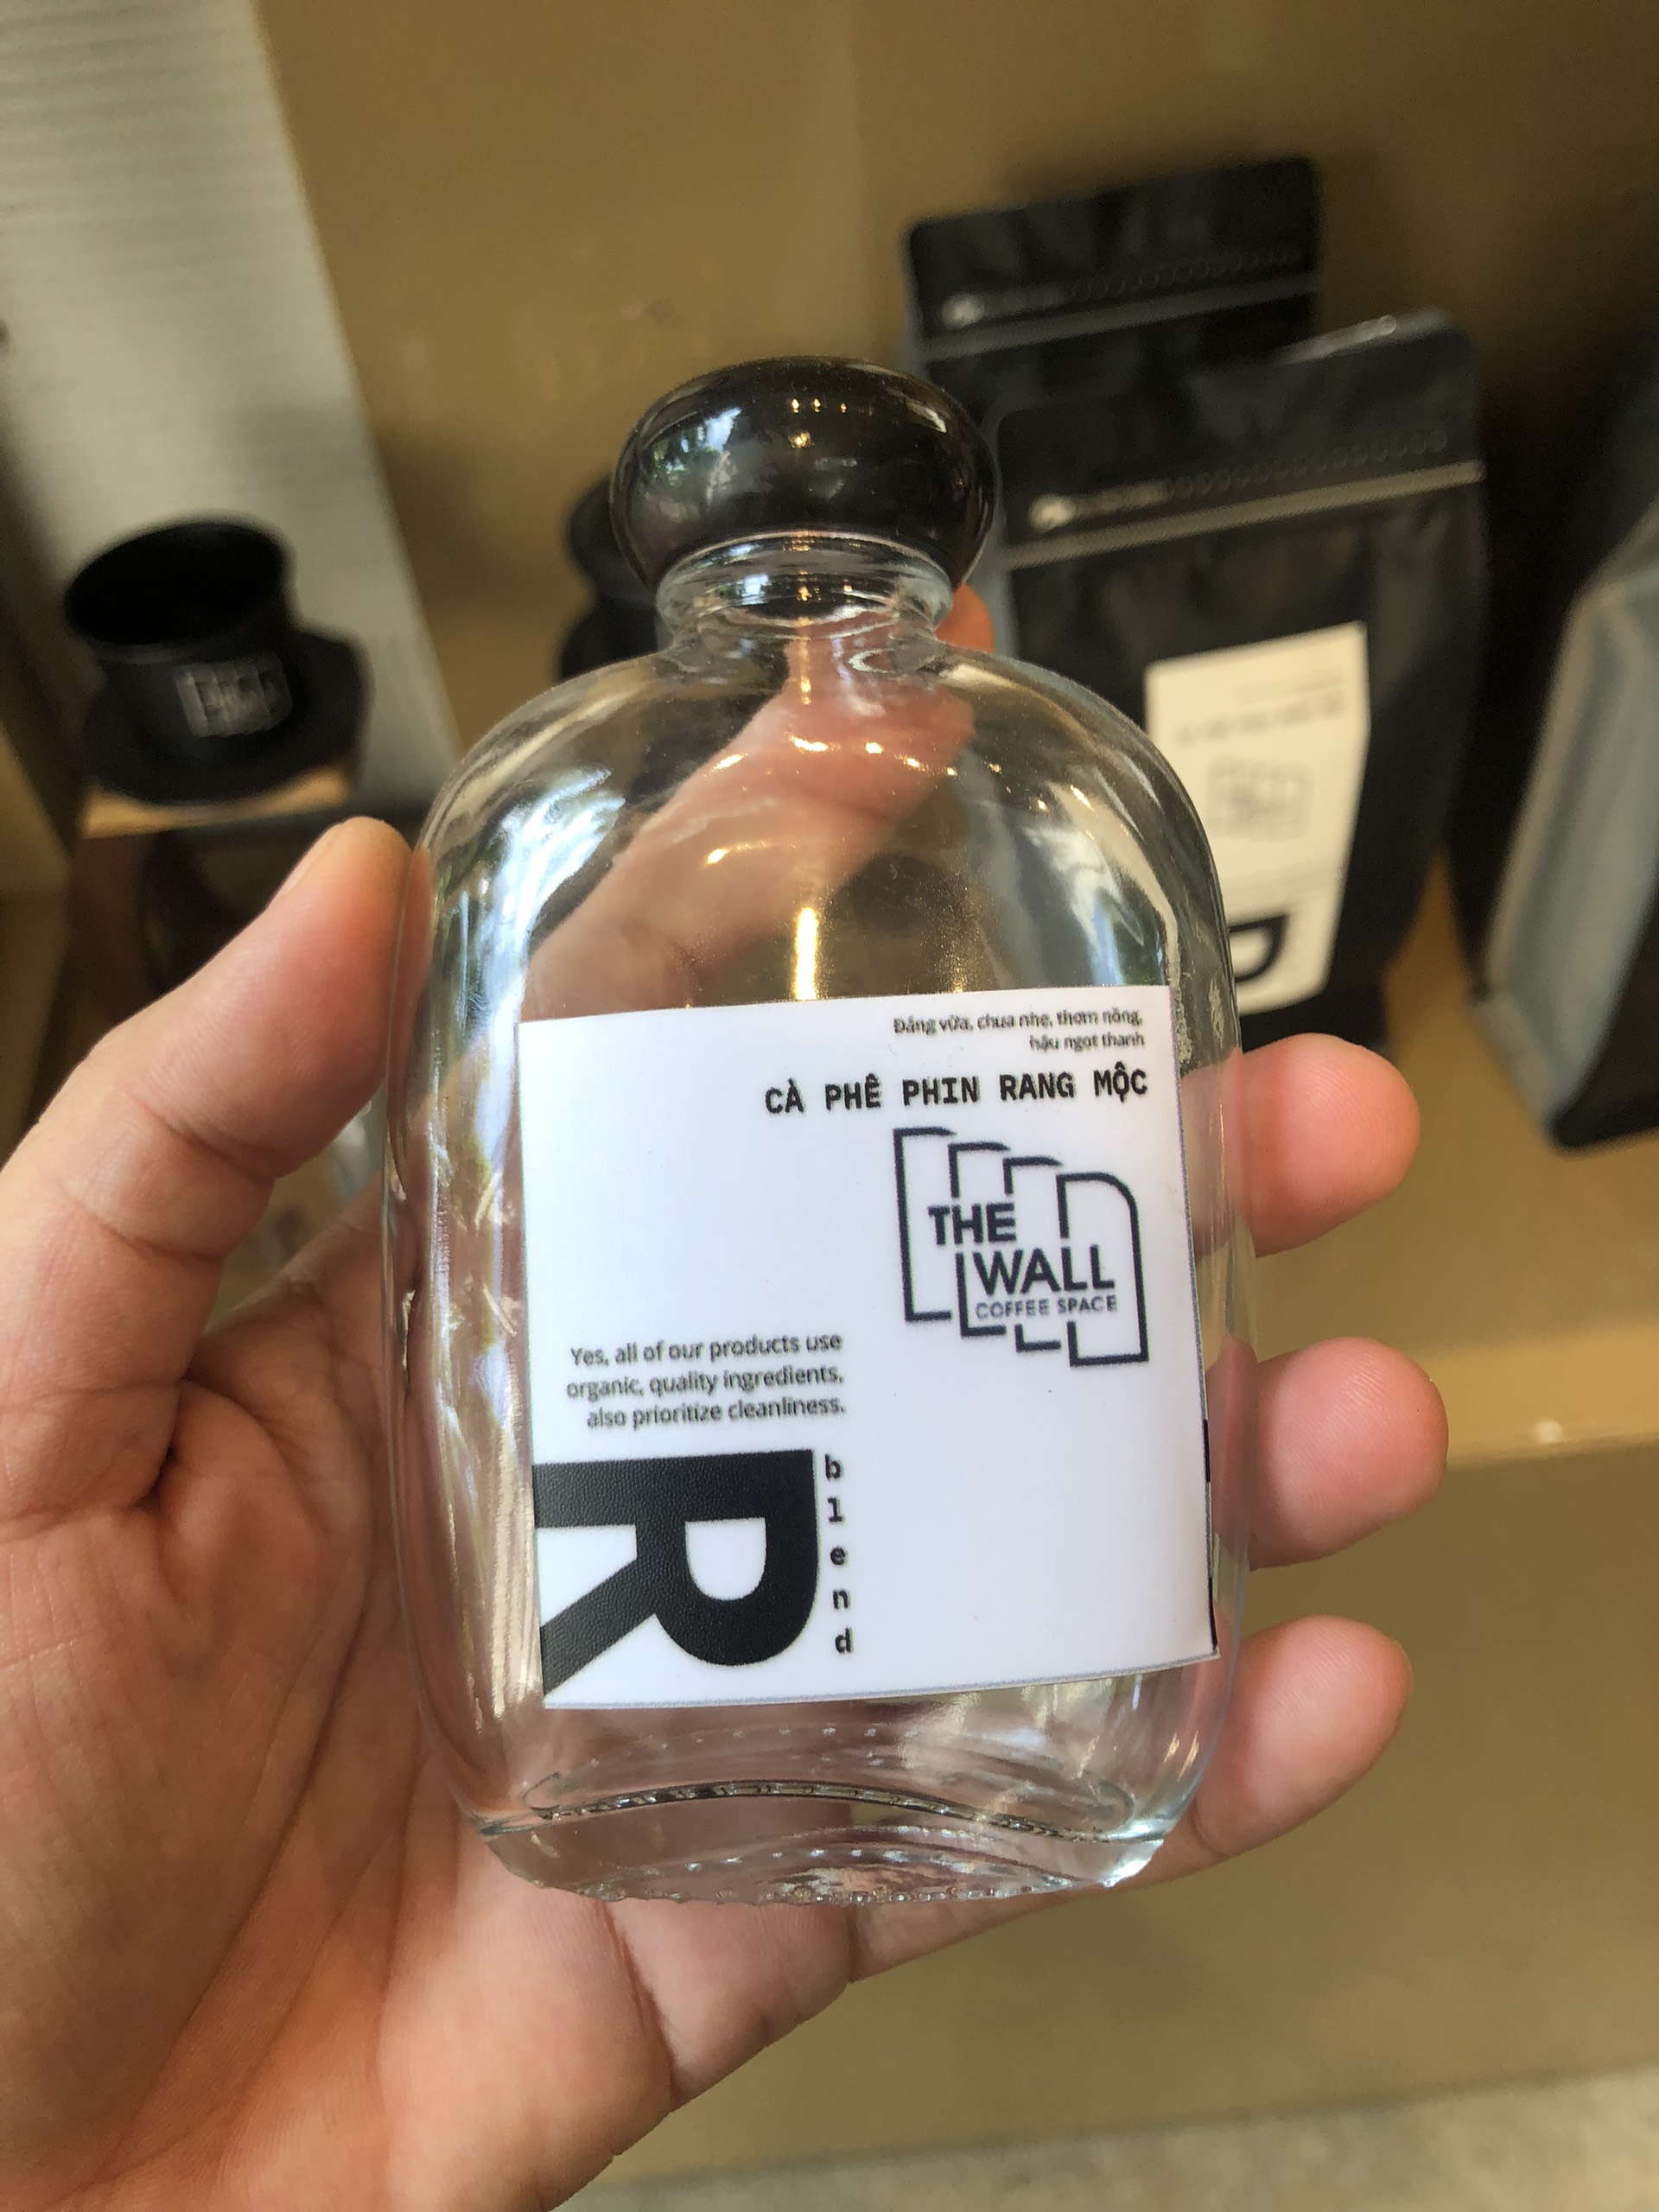 Đắng vừa, chua nhẹ, thơm nồng,
hậu ngọt thanh
CÀ PHÊ PHIN RANG MỘC
THE
WALL
COFFEE SPACE
Yes, all of our products use
organic, quality ingredients,
also prioritize cleanliness.
R
blend